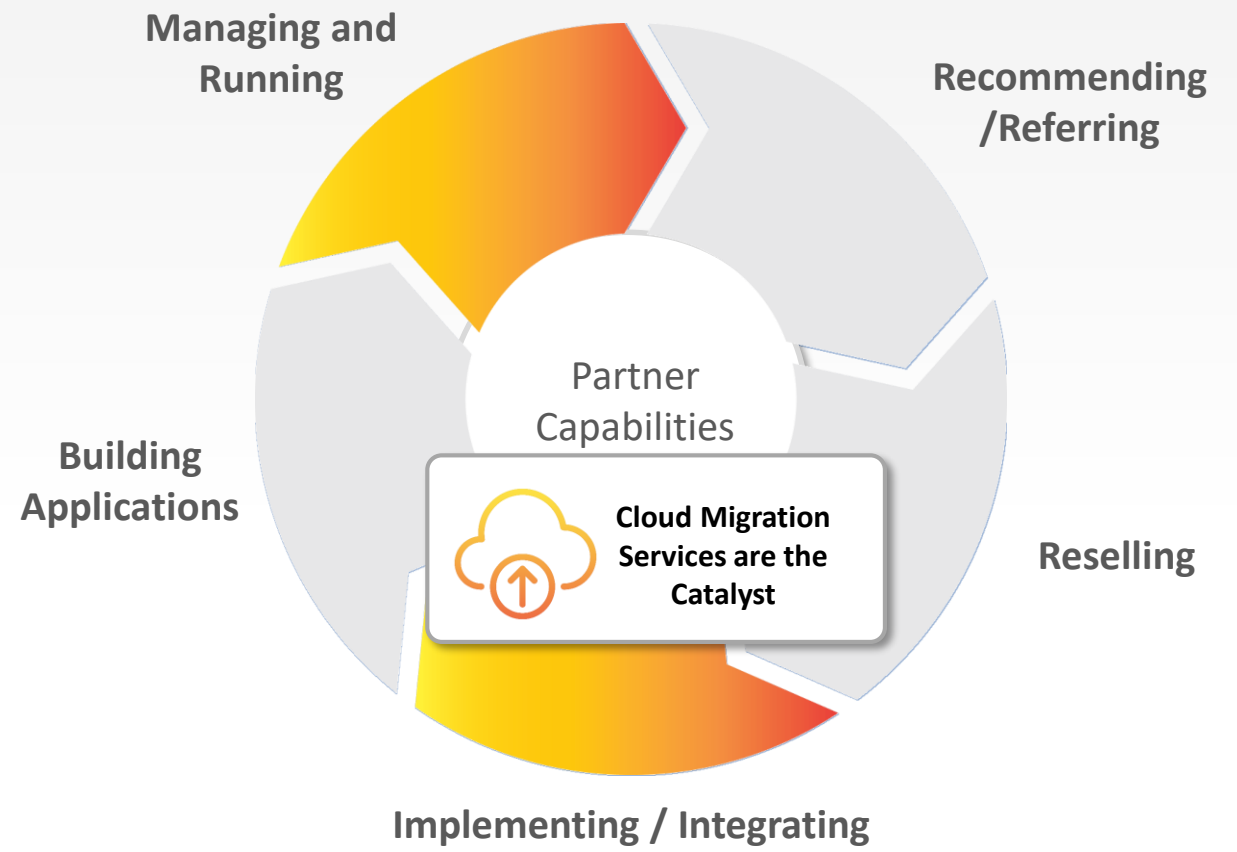 Managing and
Running
Recommending
/Referring
Partner
Capabilities
Building
Applications
Cloud Migration
Services are the
Catalyst
Reselling
Implementing / Integrating